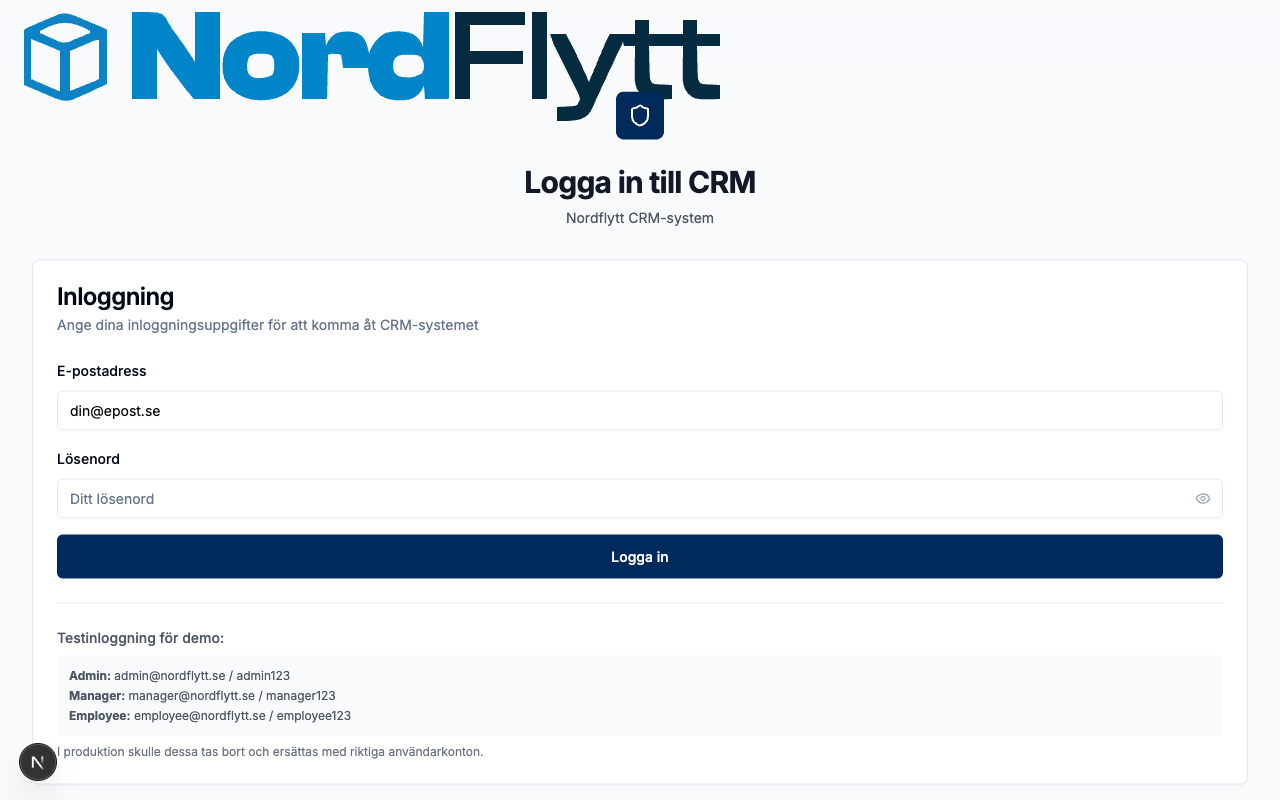 NordFlytt
Logga in till CRM
Nordflytt CRM-system
Inloggning
Ange dina inloggningsuppgifter för att komma åt CRM-systemet
E-postadress
din@epost.se
Lösenord
Ditt lösenord
Logga in
Testinloggning för demo:
Admin: admin@nordflytt.se / admin123
Manager: manager@nordflytt.se / manager123
Employee: employee@nordflytt.se / employee123
I produktion skulle dessa tas bort och ersättas med riktiga användarkonton.
N